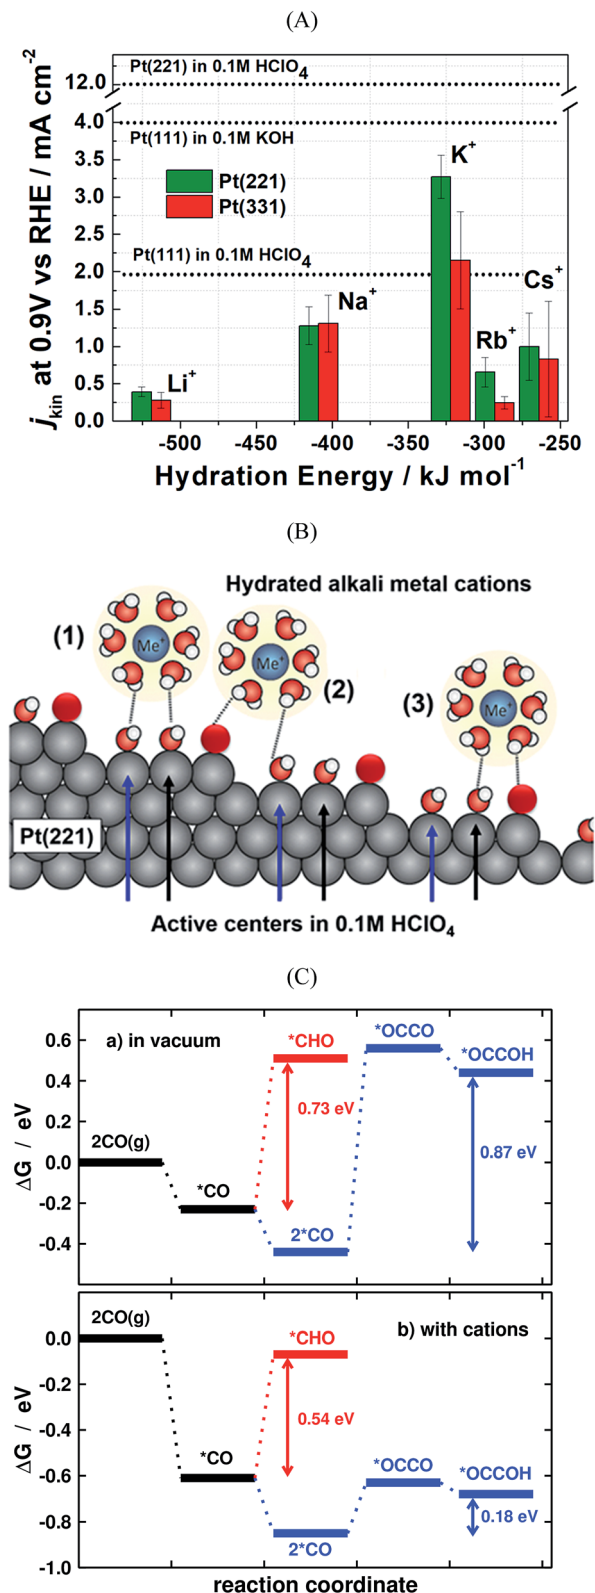 (A)
Pt(221) in 0.1M HClO4
12.0
4.0
Pt(111) in 0.1M KOH
K+
3.5
Pt(221)
3.0
Pt(331)
2.5
Pt(111) in 0.1M HClO4
2.0
Cs+
Na+
1.5
Rb+
1.0
Li+
0.5
0.0
jkin at 0.9V vs RHE / mA cm-2
-500 -450 -400 -350 -300 -250
Hydration Energy / kJ mol-1
(B)
Hydrated alkali metal cations
(1)
Me+
Me+
(2)
(3)
Me+
Pt(221)
Active centers in 0.1M HClO4
(C)
a) in vacuum
0.6
*CHO
*OCCO
*OCCOH
0.4
0.73 eV
0.2
2CO(g)
0.87 eV
0.0
*CO
-0.2
2*CO
-0.4
ΔG / eV
2CO(g)
b) with cations
0.0
*CHO
-0.2
0.54 eV
-0.4
*CO
*OCCO
*OCCOH
-0.6
0.18 eV
-0.8
2*CO
-1.0
ΔG / eV
reaction coordinate